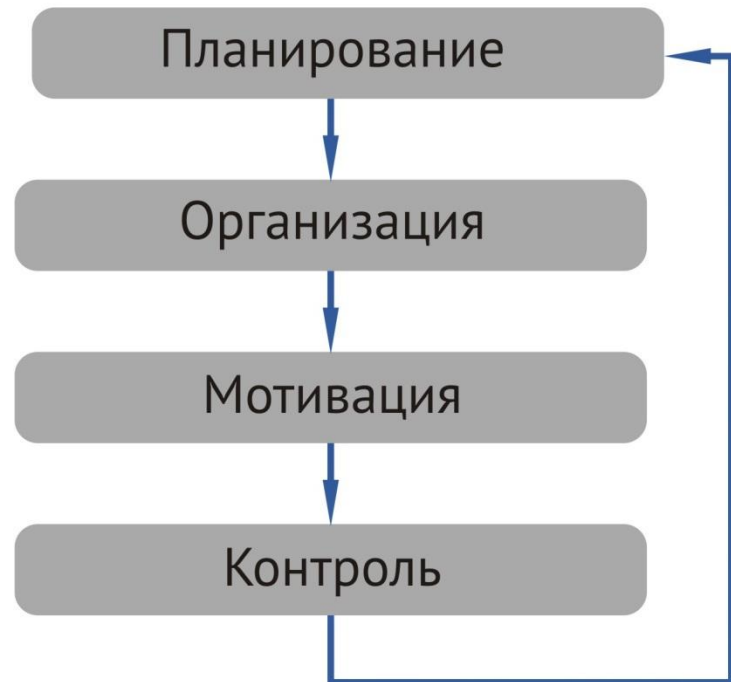 Планирование
Организация
Мотивация
Контроль